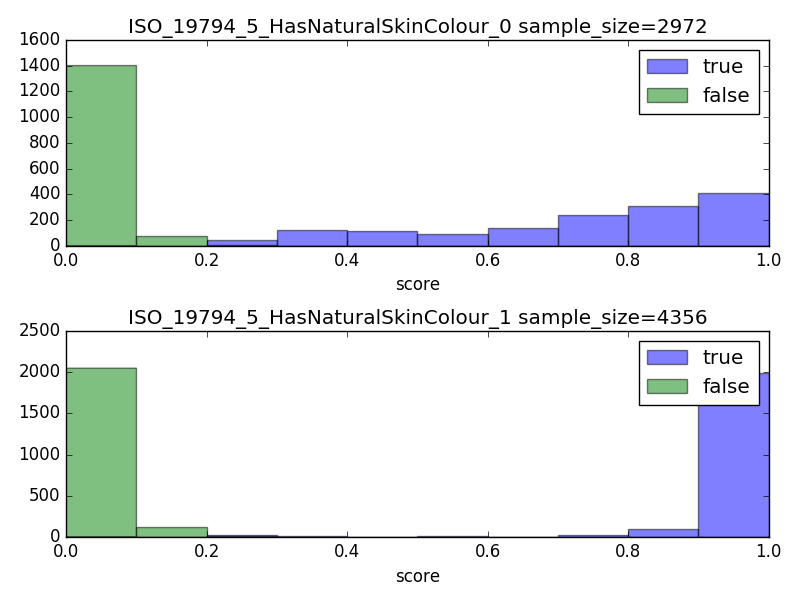 ISO_19794_5_HasNaturalSkinColour_0 sample_size=2972
1600
1400
1200
1000
800
600
400
200
0
true
false
0.0 0.2 0.4 0.6 0.8 1.0
score
ISO_19794_5_HasNaturalSkinColour_1 sample_size=4356
2500
2000
1500
1000
500
0
true
false
0.0 0.2 0.4 0.6 0.8 1.0
score